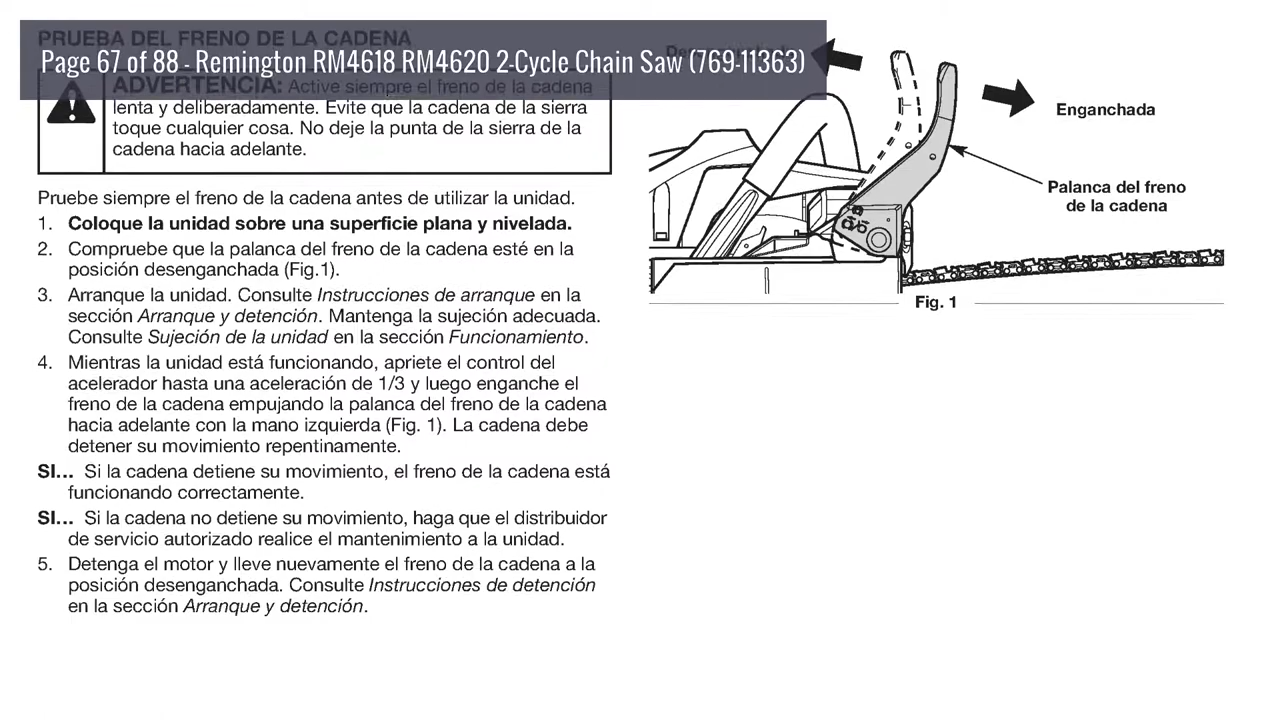 PRUEBA DEL FRENO DE LA CADENA
Page 67 of 88 - Remington RM4618 RM4620 2-Cycle Chain Saw (769-11363)
ADVERTENCIA: Active siempre el freno de la cadena
lenta y deliberadamente. Evite que la cadena de la sierra
toque cualquier cosa. No deje la punta de la sierra de la
cadena hacia adelante.
Pruebe siempre el freno de la cadena antes de utilizar la unidad.
1. Coloque la unidad sobre una superficie plana y nivelada.
2. Compruebe que la palanca del freno de la cadena esté en la
posición desenganchada (Fig.1).
3. Arranque la unidad. Consulte Instrucciones de arranque en la
sección Arranque y detención. Mantenga la sujeción adecuada.
Consulte Sujeción de la unidad en la sección Funcionamiento.
4. Mientras la unidad está funcionando, apriete el control del
acelerador hasta una aceleración de 1/3 y luego enganche el
freno de la cadena empujando la palanca del freno de la cadena
hacia adelante con la mano izquierda (Fig. 1). La cadena debe
detener su movimiento repentinamente.
SI... Si la cadena detiene su movimiento, el freno de la cadena está
funcionando correctamente.
SI... Si la cadena no detiene su movimiento, haga que el distribuidor
de servicio autorizado realice el mantenimiento a la unidad.
5. Detenga el motor y lleve nuevamente el freno de la cadena a la
posición desenganchada. Consulte Instrucciones de detención
en la sección Arranque y detención.
Desenganchada
Enganchada
Palanca del freno
de la cadena
Fig. 1